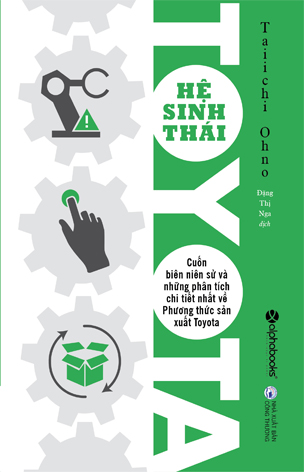 Taiichi Ohno
TOYOTA
HỆ
SINH
THÁI
Đặng
Thị
Nga
dịch
Cuốn
biên niên sử và
những phân tích
chi tiết nhất về
Phương thức sản
xuất Toyota
alphabooks
NHÀ XUẤT BẢN
CÔNG THƯƠNG